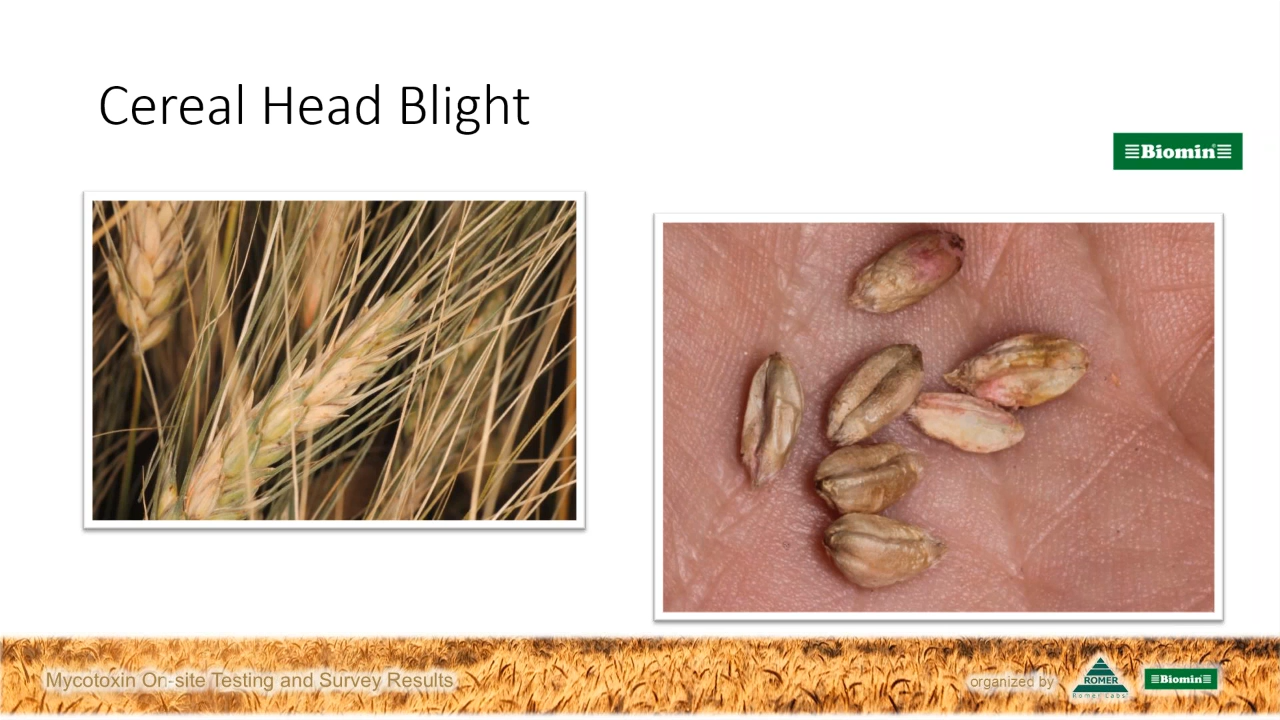 Cereal Head Blight
Biomin
Mycotoxin On-site Testing and Survey Results
organized by
ROMER
Romer Labs
Biomin